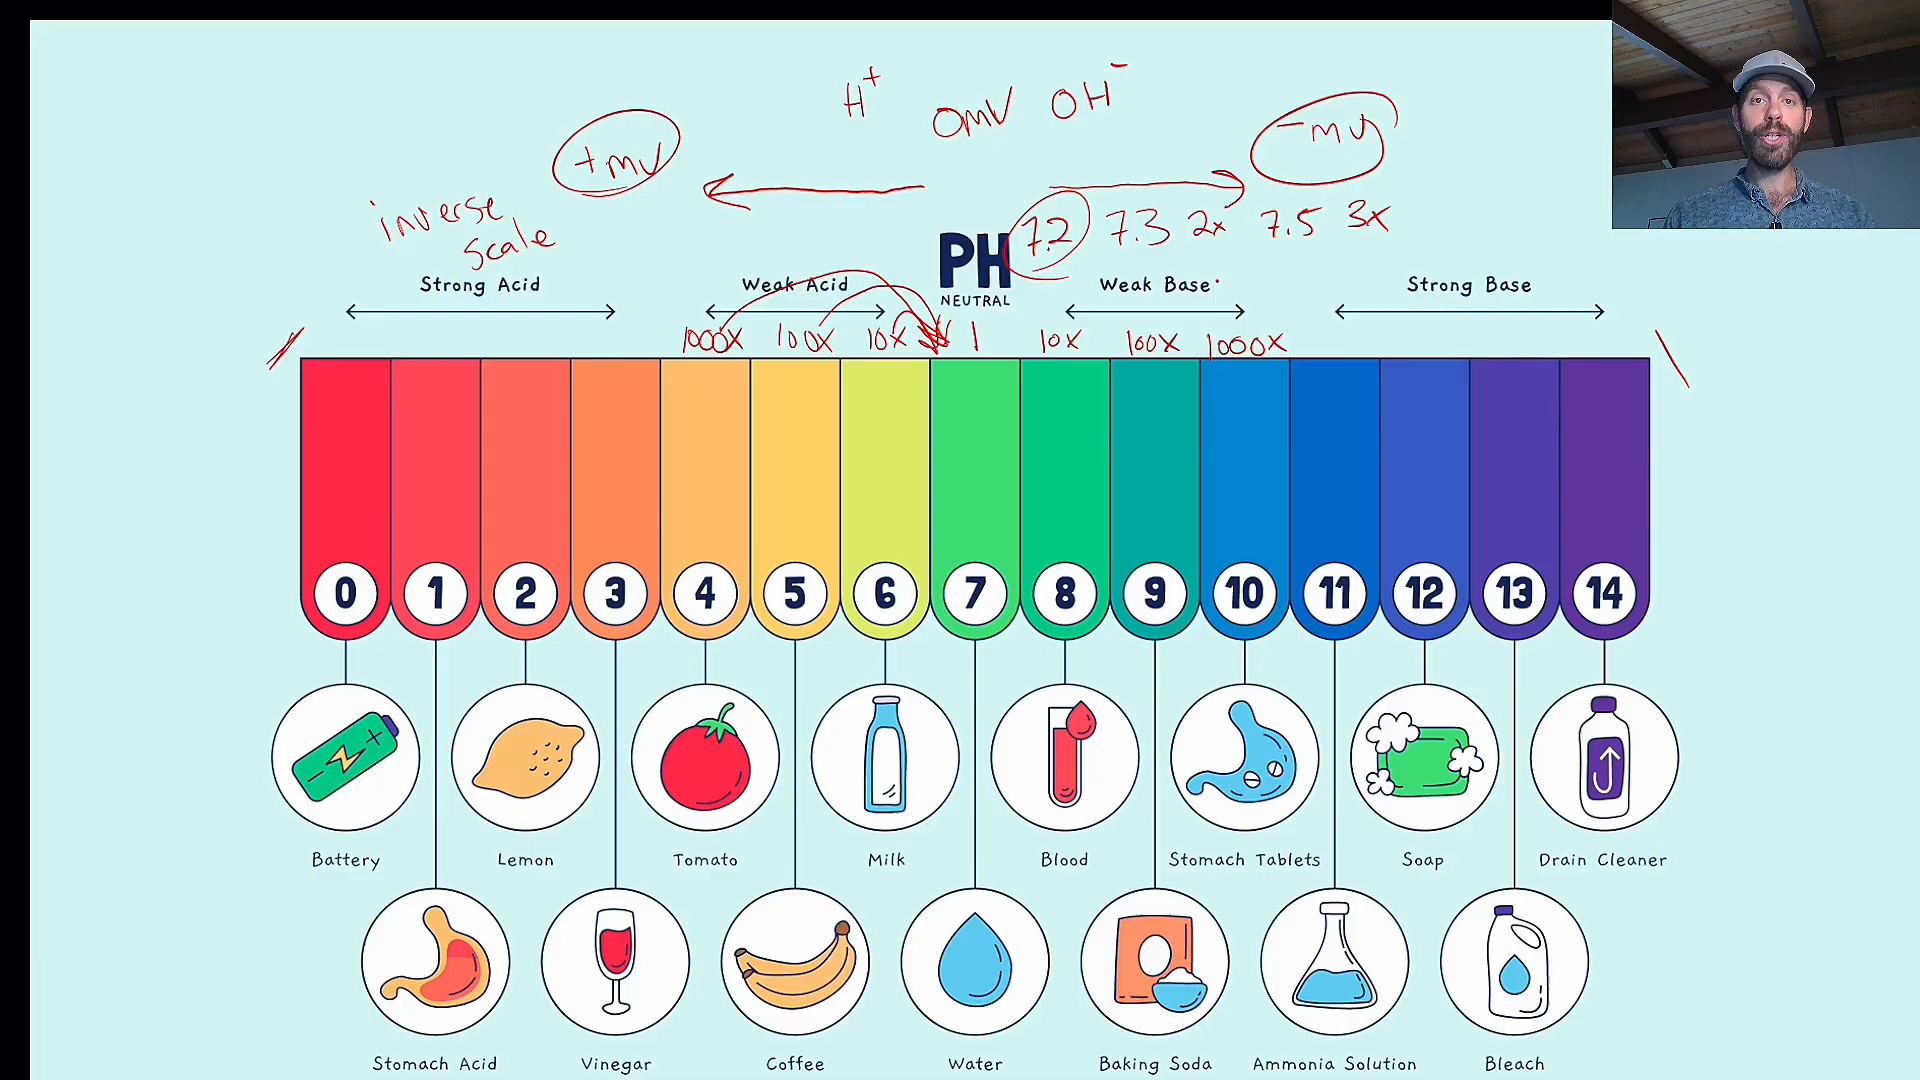 H+ 0mV OH-
+mV -mV
inverse
scale
7.2 7.3 2x 7.5 3x
PH
NEUTRAL
Strong Acid Weak Acid Weak Base Strong Base
1000x 100x 10x 1 10x 100x 1000x
0 1 2 3 4 5 6 7 8 9 10 11 12 13 14
Battery Lemon Tomato Milk Blood Stomach Tablets Soap Drain Cleaner
Stomach Acid Vinegar Coffee Water Baking Soda Ammonia Solution Bleach